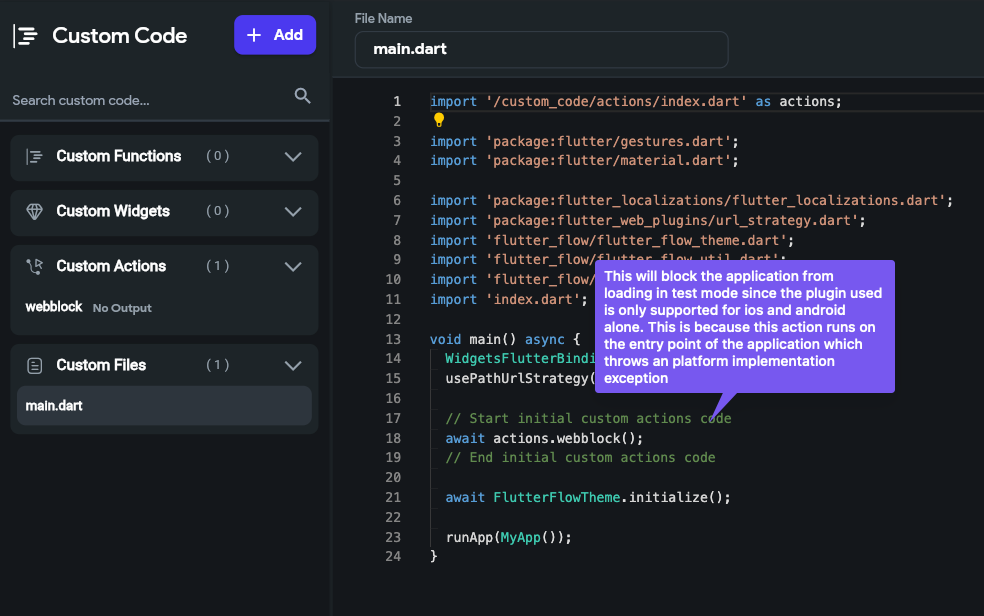 Custom Code
+ Add
Search custom code...
Custom Functions (0)
Custom Widgets (0)
Custom Actions (1)
webblock No Output
Custom Files (1)
main.dart
File Name
main.dart
1 import '/custom_code/actions/index.dart' as actions;
2
3 import 'package:flutter/gestures.dart';
4 import 'package:flutter/material.dart';
5
6 import 'package:flutter_localizations/flutter_localizations.dart';
7 import 'package:flutter_web_plugins/url_strategy.dart';
8 import 'flutter_flow/flutter_flow_theme.dart';
9 import 'flutter_flow/flutter_flow_util.dart';
10 import 'flutter_flow/
11 import 'index.dart';
12
13 void main() async {
14 WidgetsFlutterBindi
15 usePathUrlStrategy(
16
17 // Start initial custom actions code
18 await actions.webblock();
19 // End initial custom actions code
20
21 await FlutterFlowTheme.initialize();
22
23 runApp(MyApp());
24 }
This will block the application from
loading in test mode since the plugin used
is only supported for ios and android
alone. This is because this action runs on
the entry point of the application which
throws an platform implementation
exception